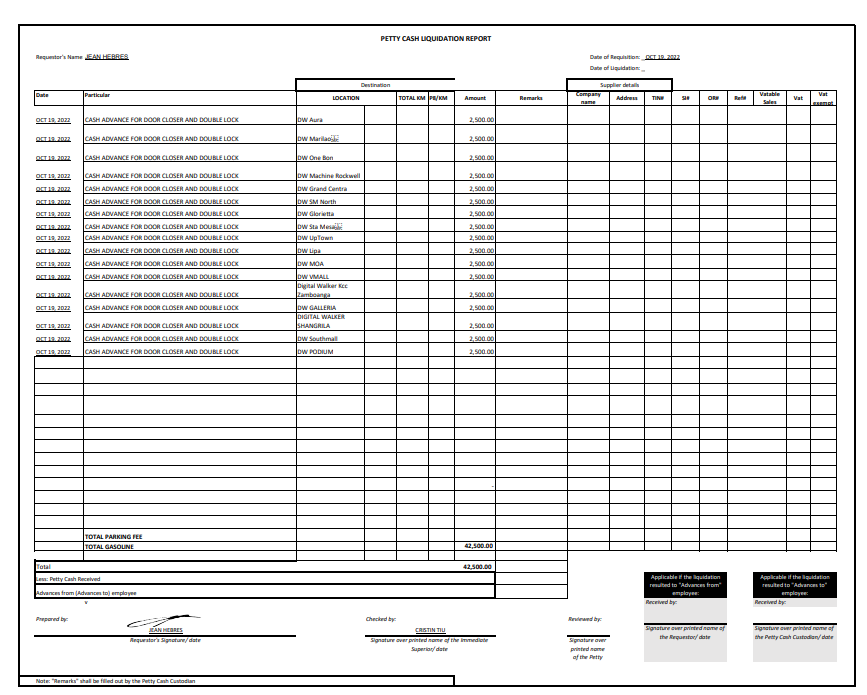 PETTY CASH LIQUIDATION REPORT
Requestor's Name JEAN HEBRES
Date of Requisition: OCT 19, 2022
Date of Liquidation: _
Destination Supplier details
Date Particular LOCATION TOTAL KM P8/KM Amount Remarks Company name Address TIN# SI# OR# Ref# Vatable Sales Vat Vat exempt
OCT 19, 2022 CASH ADVANCE FOR DOOR CLOSER AND DOUBLE LOCK DW Aura 2,500.00
OCT 19, 2022 CASH ADVANCE FOR DOOR CLOSER AND DOUBLE LOCK DW Marilao 2,500.00
OCT 19, 2022 CASH ADVANCE FOR DOOR CLOSER AND DOUBLE LOCK DW One Bon 2,500.00
OCT 19, 2022 CASH ADVANCE FOR DOOR CLOSER AND DOUBLE LOCK DW Machine Rockwell 2,500.00
OCT 19, 2022 CASH ADVANCE FOR DOOR CLOSER AND DOUBLE LOCK DW Grand Centra 2,500.00
OCT 19, 2022 CASH ADVANCE FOR DOOR CLOSER AND DOUBLE LOCK DW SM North 2,500.00
OCT 19, 2022 CASH ADVANCE FOR DOOR CLOSER AND DOUBLE LOCK DW Glorietta 2,500.00
OCT 19, 2022 CASH ADVANCE FOR DOOR CLOSER AND DOUBLE LOCK DW Sta Mesa 2,500.00
OCT 19, 2022 CASH ADVANCE FOR DOOR CLOSER AND DOUBLE LOCK DW UpTown 2,500.00
OCT 19, 2022 CASH ADVANCE FOR DOOR CLOSER AND DOUBLE LOCK DW Lipa 2,500.00
OCT 19, 2022 CASH ADVANCE FOR DOOR CLOSER AND DOUBLE LOCK DW MOA 2,500.00
OCT 19, 2022 CASH ADVANCE FOR DOOR CLOSER AND DOUBLE LOCK DW VMALL 2,500.00
OCT 19, 2022 CASH ADVANCE FOR DOOR CLOSER AND DOUBLE LOCK Digital Walker Kcc Zamboanga 2,500.00
OCT 19, 2022 CASH ADVANCE FOR DOOR CLOSER AND DOUBLE LOCK DW GALLERIA 2,500.00
OCT 19, 2022 CASH ADVANCE FOR DOOR CLOSER AND DOUBLE LOCK DIGITAL WALKER SHANGRILA 2,500.00
OCT 19, 2022 CASH ADVANCE FOR DOOR CLOSER AND DOUBLE LOCK DW Southmall 2,500.00
OCT 19, 2022 CASH ADVANCE FOR DOOR CLOSER AND DOUBLE LOCK DW PODIUM 2,500.00
-
TOTAL PARKING FEE
TOTAL GASOLINE 42,500.00
Total 42,500.00
Less: Petty Cash Received
Advances from (Advances to) employee
v
Applicable if the liquidation resulted to "Advances from" employee:
Applicable if the liquidation resulted to "Advances to" employee:
Received by: Received by:
Prepared by: Checked by: Reviewed by:
JEAN HEBRES CRISTIN TIU
Requestor's Signature/ date
Signature over printed name of the Immediate Superior/ date
Signature over printed name of the Petty
Signature over printed name of the Requestor/ date
Signature over printed name of the Petty Cash Custodian/ date
Note: "Remarks" shall be filled out by the Petty Cash Custodian